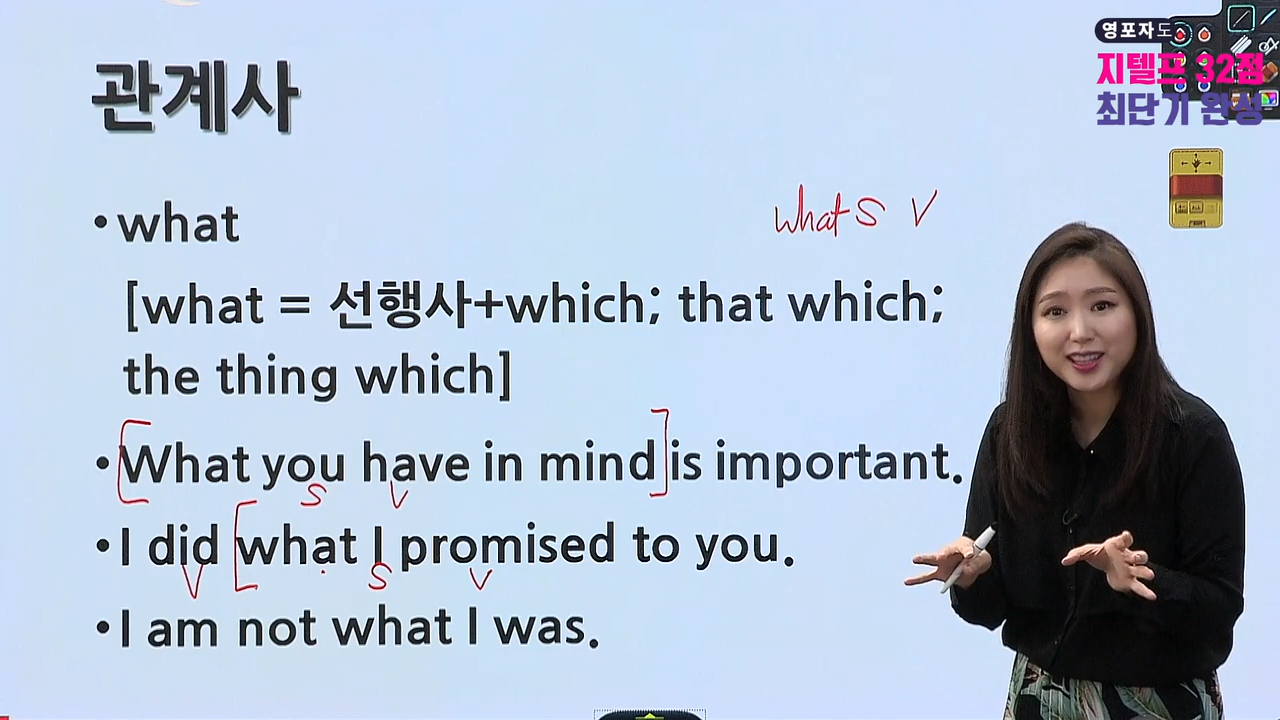 영포자도
지텔프 32점
최단기 완성
관계사
• what
what S V
[what = 선행사+which; that which;
the thing which]
• What you have in mind is important.
S V
• I did what I promised to you.
V S V
• I am not what I was.